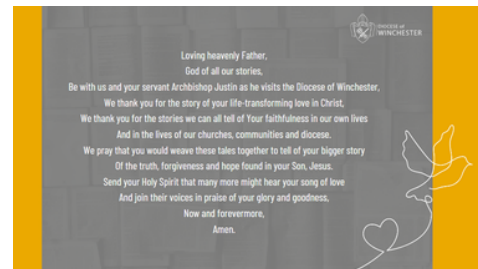 DIOCESE of
WINCHESTER
Loving heavenly Father,
God of all our stories,
Be with us and your servant Archbishop Justin as he visits the Diocese of Winchester,
We thank you for the story of your life-transforming love in Christ,
We thank you for the stories we can all tell of Your faithfulness in our own lives
And in the lives of our churches, communities and diocese.
We pray that you would weave these tales together to tell of your bigger story
Of the truth, forgiveness and hope found in your Son, Jesus.
Send your Holy Spirit that many more might hear your song of love
And join their voices in praise of your glory and goodness,
Now and forevermore,
Amen.